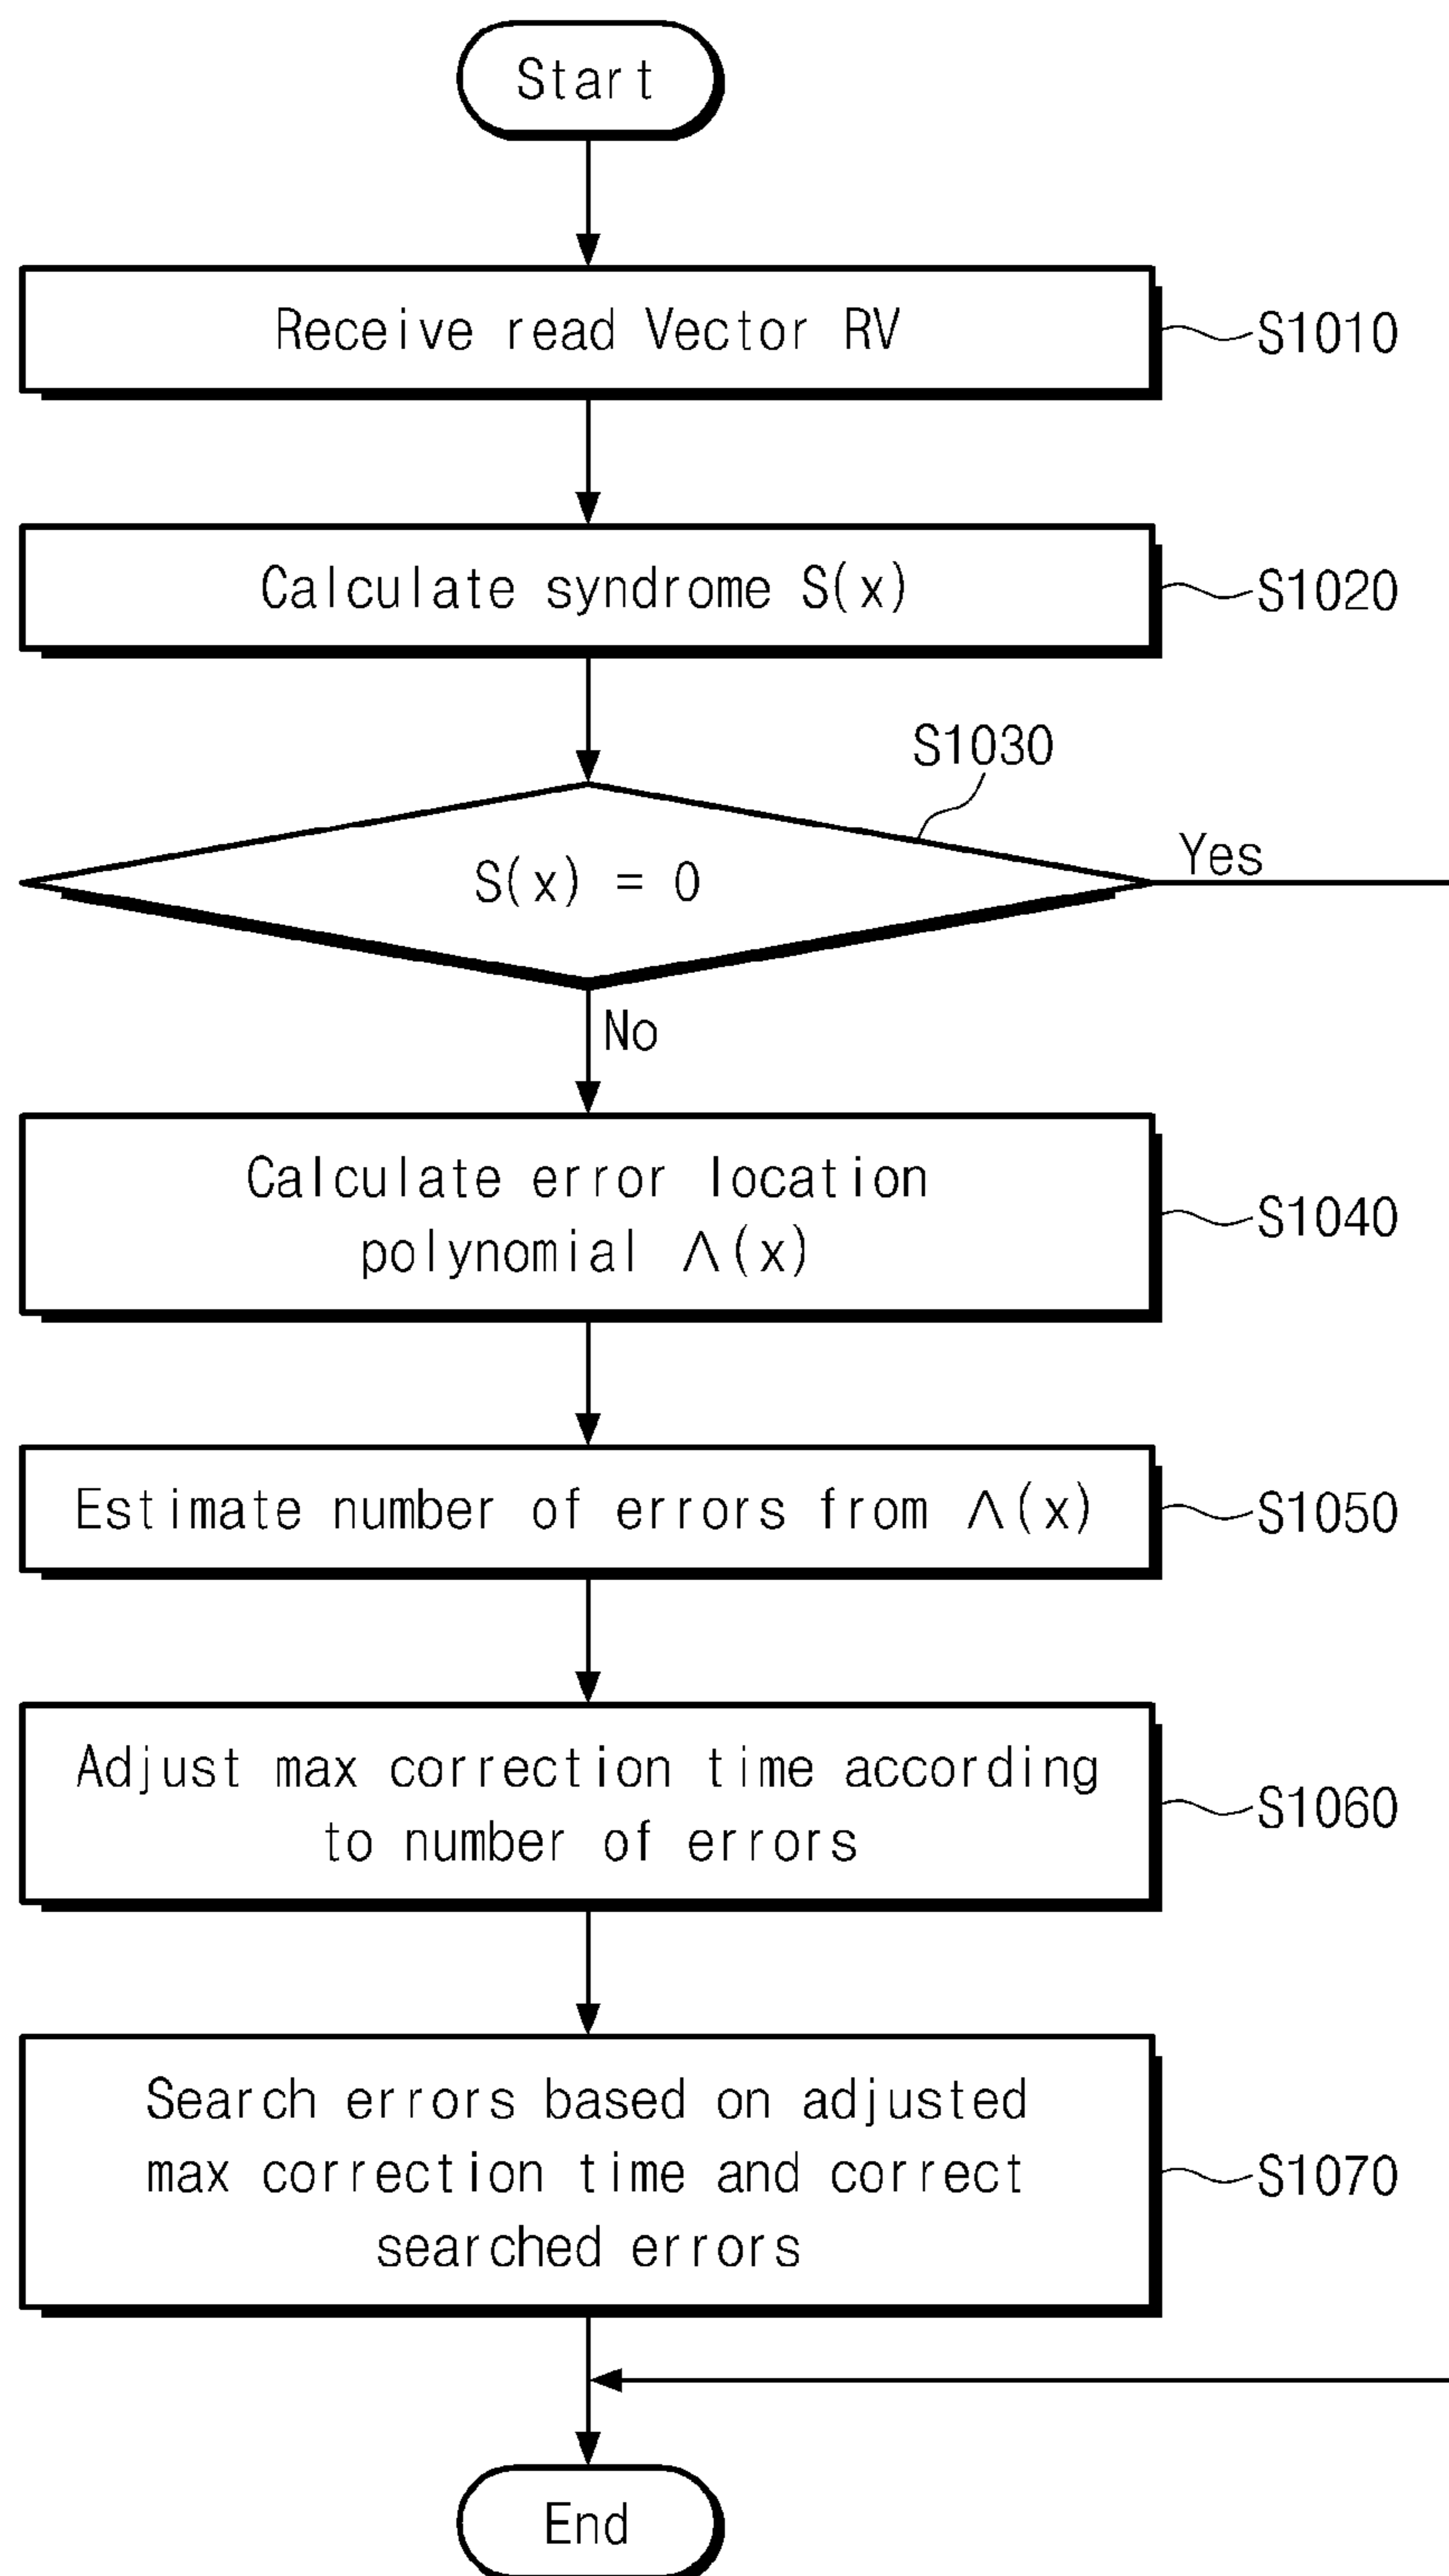 Start
Receive read Vector RV
S1010
Calculate syndrome S(x)
S1020
S1030
S(x) = 0
Yes
No
Calculate error location
polynomial Λ(x)
S1040
Estimate number of errors from Λ(x)
S1050
Adjust max correction time according
to number of errors
S1060
Search errors based on adjusted
max correction time and correct
searched errors
S1070
End